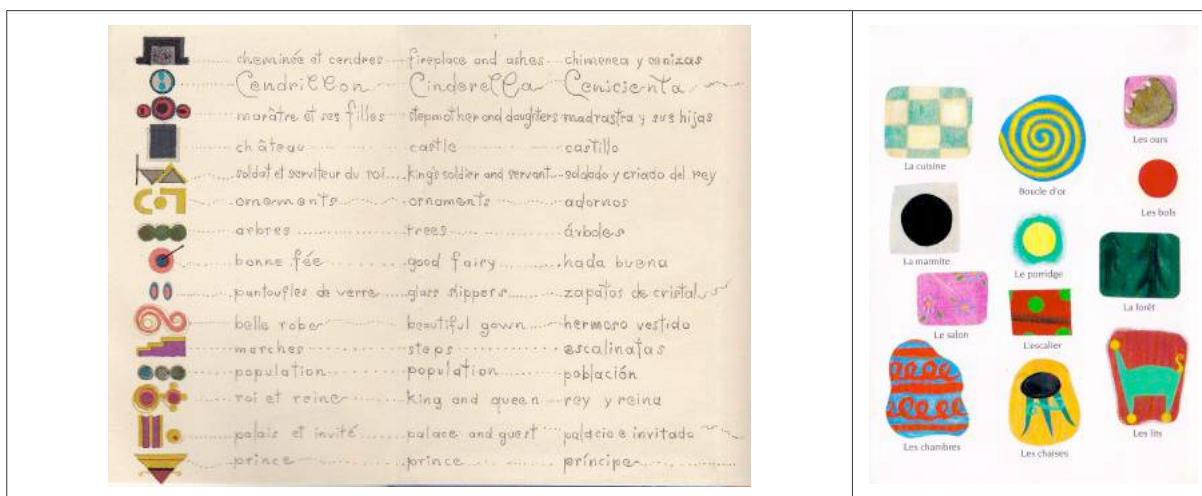 cheminée et cendres fireplace and ashes chimenea y cenizas
Cendrillon Cinderella Cenicienta
marâtre et ses filles stepmother and daughters madrastra y sus hijas
château castle castillo
soldat et serviteur du roi king's soldier and servant soldado y criado del rey
ornements ornaments adornos
arbres trees árboles
bonne fée good fairy hada buena
pantoufles de verre glass slippers zapatos de cristal
belle robe beautiful gown hermoso vestido
marches steps escalinatas
population population población
roi et reine king and queen rey y reina
palais et invité palace and guest palacio e invitado
prince prince príncipe
Les ours
La cuisine
Boucle d'or
Les bols
La marmite
Le porridge
La forêt
Le salon
L'escalier
Les chambres
Les chaises
Les lits